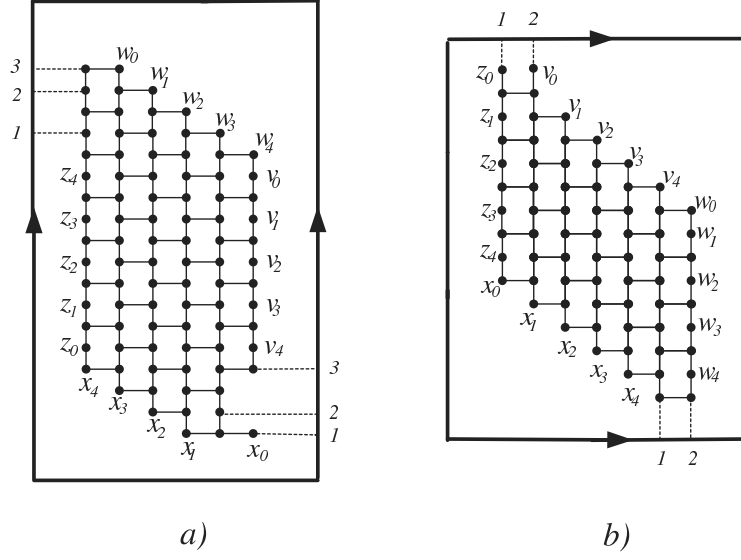 3 w0
2 w1
w2
1 w3
w4
z4 v0
z3 v1
z2 v2
z1 v3
z0 v4
3
x4
x3
2
x2
1
x1 x0
a)
1 2
z0 v0
z1 v1
v2
z2 v3
v4
z3 w0
w1
z4
x0 w2
x1
w3
x2
x3 w4
x4
1 2
b)